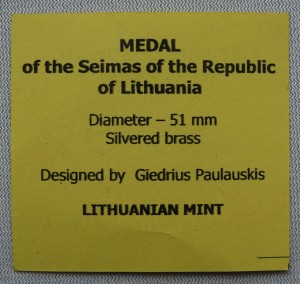 MEDAL
of the Seimas of the Republic
of Lithuania
Diameter – 51 mm
Silvered brass
Designed by Giedrius Paulauskis
LITHUANIAN MINT